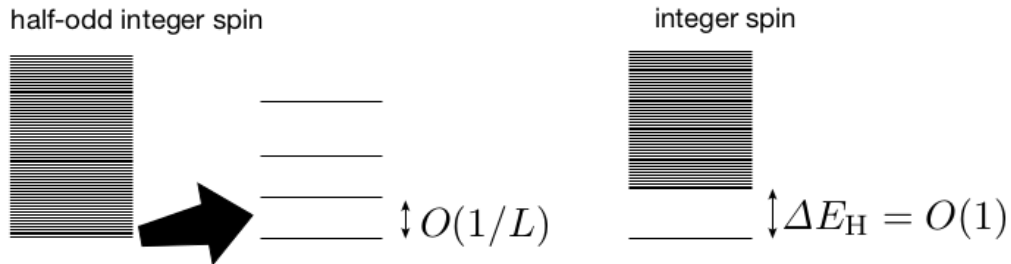 half-odd integer spin
integer spin
O(1/L)
ΔE_H = O(1)